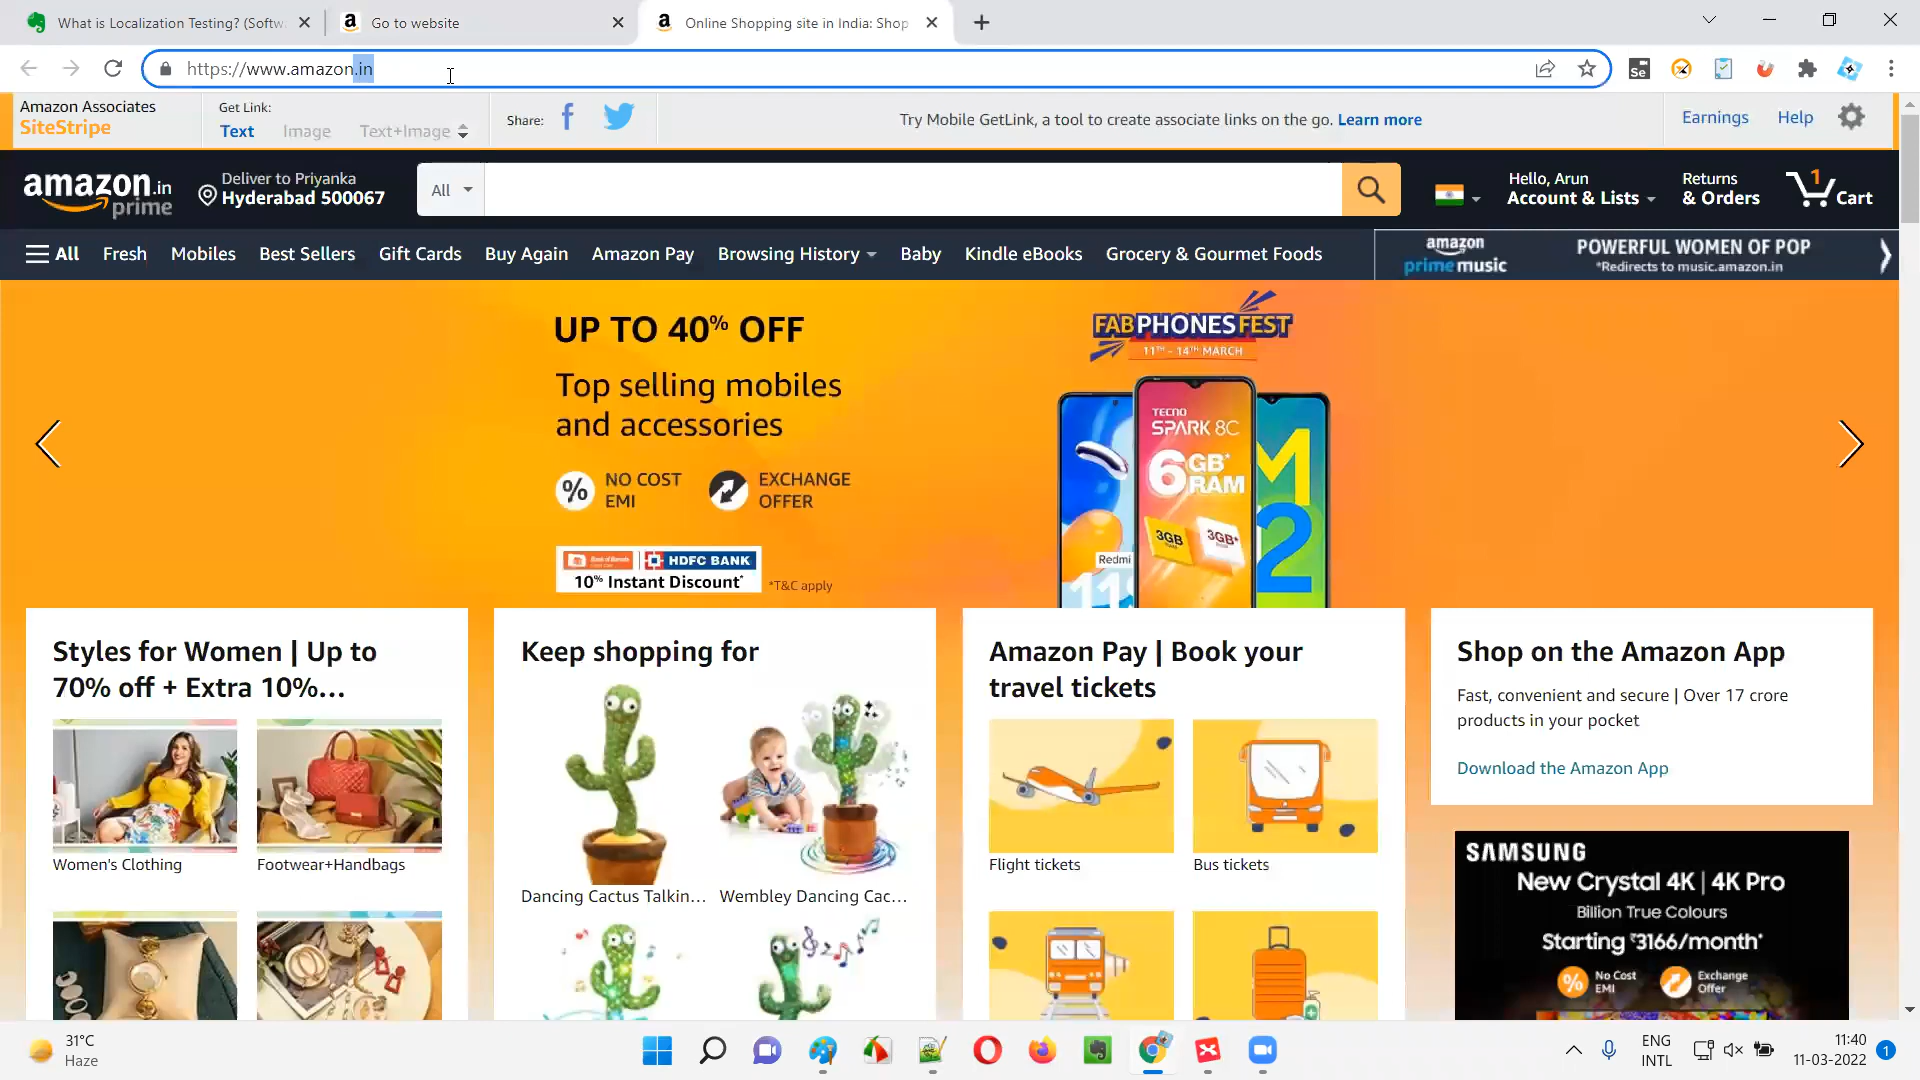 What is Localization Testing? (Softw
Go to website
Online Shopping site in India: Shop
https://www.amazon.in
Amazon Associates
SiteStripe
Get Link:
Text
Image
Text+Image
Share:
Try Mobile GetLink, a tool to create associate links on the go. Learn more
Earnings
Help
amazon.in
prime
Deliver to Priyanka
Hyderabad 500067
All
Hello, Arun
Account & Lists
Returns
& Orders
1
Cart
All
Fresh
Mobiles
Best Sellers
Gift Cards
Buy Again
Amazon Pay
Browsing History
Baby
Kindle eBooks
Grocery & Gourmet Foods
amazon
prime music
POWERFUL WOMEN OF POP
*Redirects to music.amazon.in
UP TO 40% OFF
Top selling mobiles
and accessories
NO COST
EMI
EXCHANGE
OFFER
HDFC BANK
10% Instant Discount*
*T&C apply
FABPHONESFEST
11TH - 14TH MARCH
TECNO
SPARK 8C
6GB*
RAM
3GB
3GB*
Redmi
11
M
2
Styles for Women | Up to
70% off + Extra 10%...
Women's Clothing
Footwear+Handbags
Keep shopping for
Dancing Cactus Talkin...
Wembley Dancing Cac...
Amazon Pay | Book your
travel tickets
Flight tickets
Bus tickets
Shop on the Amazon App
Fast, convenient and secure | Over 17 crore
products in your pocket
Download the Amazon App
SAMSUNG
New Crystal 4K | 4K Pro
Billion True Colours
Starting ₹3166/month*
No Cost
EMI
Exchange
Offer
31°C
Haze
ENG
INTL
11:40
11-03-2022
1